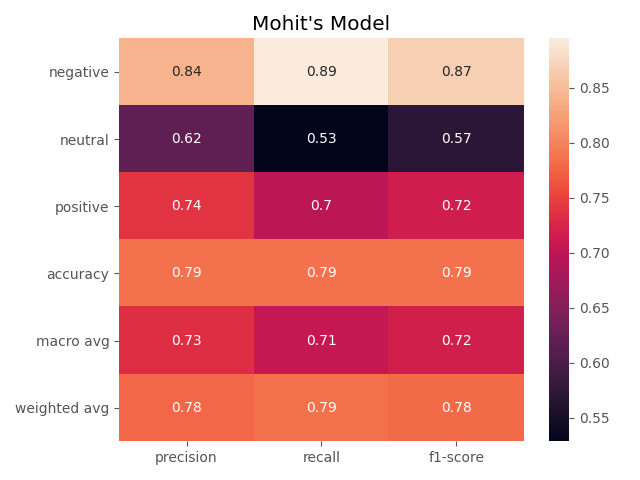 Mohit's Model
negative 0.84 0.89 0.87
neutral 0.62 0.53 0.57
positive 0.74 0.7 0.72
accuracy 0.79 0.79 0.79
macro avg 0.73 0.71 0.72
weighted avg 0.78 0.79 0.78
precision recall f1-score
0.85
0.80
0.75
0.70
0.65
0.60
0.55